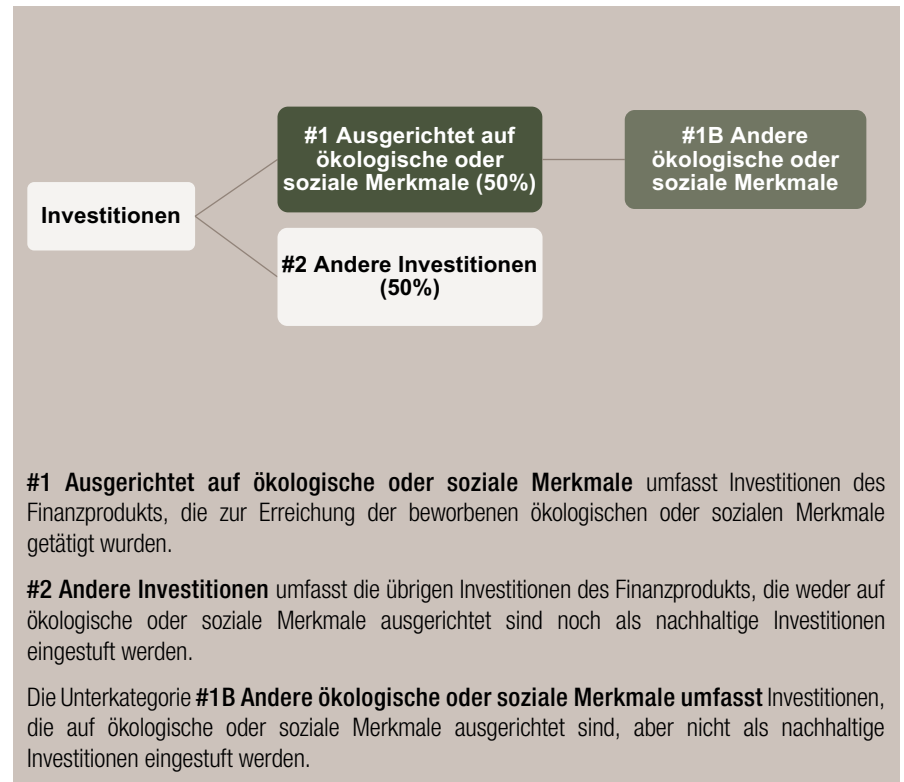 #1 Ausgerichtet auf
ökologische oder
soziale Merkmale (50%)
#1B Andere
ökologische oder
soziale Merkmale
Investitionen
#2 Andere Investitionen
(50%)
#1 Ausgerichtet auf ökologische oder soziale Merkmale umfasst Investitionen des
Finanzprodukts, die zur Erreichung der beworbenen ökologischen oder sozialen Merkmale
getätigt wurden.
#2 Andere Investitionen umfasst die übrigen Investitionen des Finanzprodukts, die weder auf
ökologische oder soziale Merkmale ausgerichtet sind noch als nachhaltige Investitionen
eingestuft werden.
Die Unterkategorie #1B Andere ökologische oder soziale Merkmale umfasst Investitionen,
die auf ökologische oder soziale Merkmale ausgerichtet sind, aber nicht als nachhaltige
Investitionen eingestuft werden.